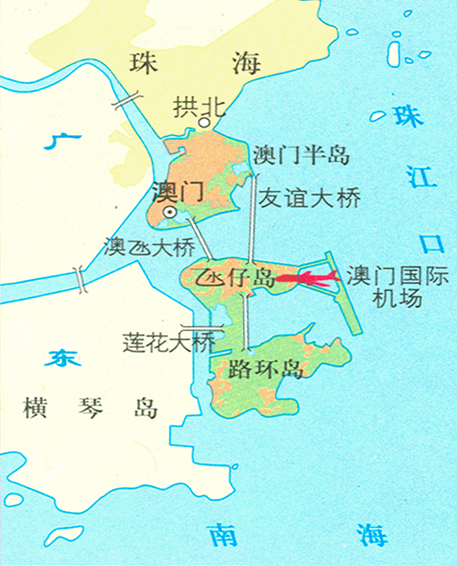 珠海
拱北
广
珠江口
澳门半岛
澳门
友谊大桥
澳氹大桥
氹仔岛
澳门国际
机场
莲花大桥
东
路环岛
横琴岛
南海